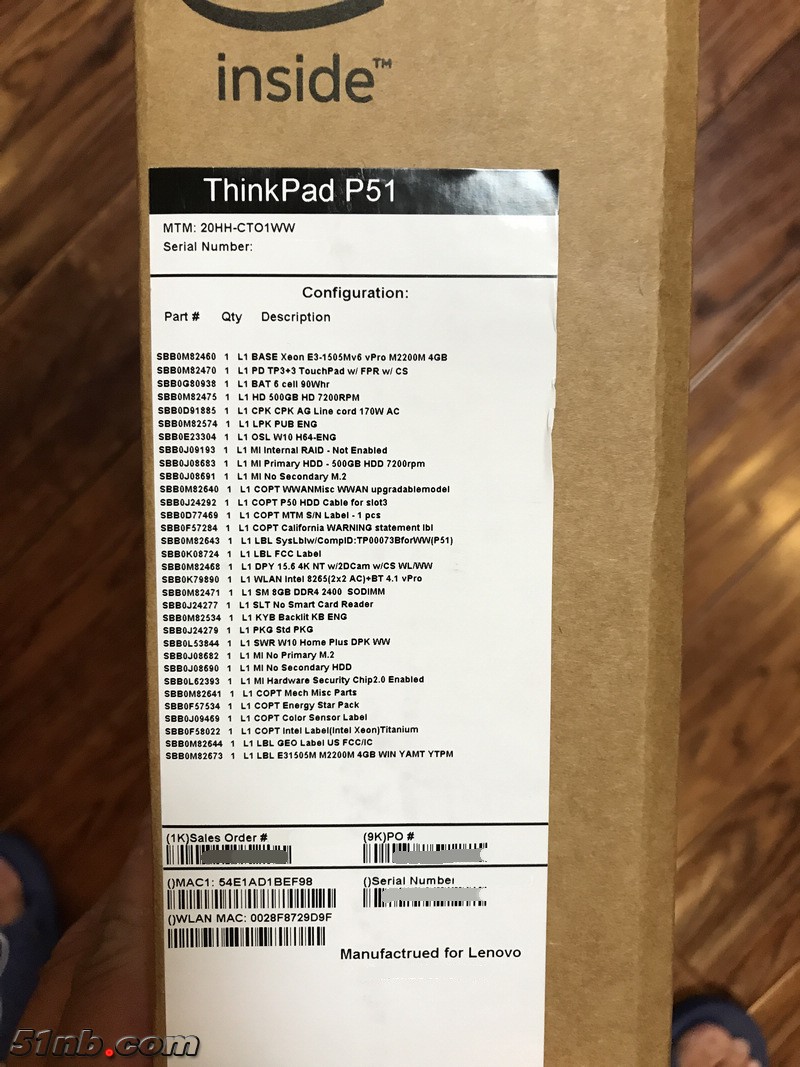 inside™
ThinkPad P51
MTM: 20HH-CTO1WW
Serial Number:
Configuration:
Part # Qty Description
SBB0M82460 1 L1 BASE Xeon E3-1505Mv6 vPro M2200M 4GB
SBB0M82470 1 L1 PD TP3+3 TouchPad w/ FPR w/ CS
SBB0G80938 1 L1 BAT 6 cell 90Whr
SBB0M82475 1 L1 HD 500GB HD 7200RPM
SBB0D91885 1 L1 CPK CPK AG Line cord 170W AC
SBB0M82574 1 L1 LPK PUB ENG
SBB0E23304 1 L1 OSL W10 H64-ENG
SBB0J09193 1 L1 MI Internal RAID - Not Enabled
SBB0J08683 1 L1 MI Primary HDD - 500GB HDD 7200rpm
SBB0J08691 1 L1 MI No Secondary M.2
SBB0M82640 1 L1 COPT WWANMisc WWAN upgradablemodel
SBB0J24292 1 L1 COPT P50 HDD Cable for slot3
SBB0D77469 1 L1 COPT MTM S/N Label - 1 pcs
SBB0F57284 1 L1 COPT California WARNING statement lbl
SBB0M82643 1 L1 LBL SysLblw/CompID:TP00073BforWW(P51)
SBB0K08724 1 L1 LBL FCC Label
SBB0M82468 1 L1 DPY 15.6 4K NT w/2DCam w/CS WL/WW
SBB0K79890 1 L1 WLAN Intel 8265(2x2 AC)+BT 4.1 vPro
SBB0M82471 1 L1 SM 8GB DDR4 2400 SODIMM
SBB0J24277 1 L1 SLT No Smart Card Reader
SBB0M82534 1 L1 KYB Backlit KB ENG
SBB0J24279 1 L1 PKG Std PKG
SBB0L53844 1 L1 SWR W10 Home Plus DPK WW
SBB0J08682 1 L1 MI No Primary M.2
SBB0J08690 1 L1 MI No Secondary HDD
SBB0L62393 1 L1 MI Hardware Security Chip2.0 Enabled
SBB0M82641 1 L1 COPT Mech Misc Parts
SBB0F57534 1 L1 COPT Energy Star Pack
SBB0J09469 1 L1 COPT Color Sensor Label
SBB0F58022 1 L1 COPT Intel Label(Intel Xeon)Titanium
SBB0M82644 1 L1 LBL GEO Label US FCC/IC
SBB0M82673 1 L1 LBL E31505M M2200M 4GB WIN YAMT YTPM
(1K)Sales Order # (9K)PO #
()MAC1: 54E1AD1BEF98 ()Serial Number
()WLAN MAC: 0028F8729D9F
Manufactrued for Lenovo
51nb.com